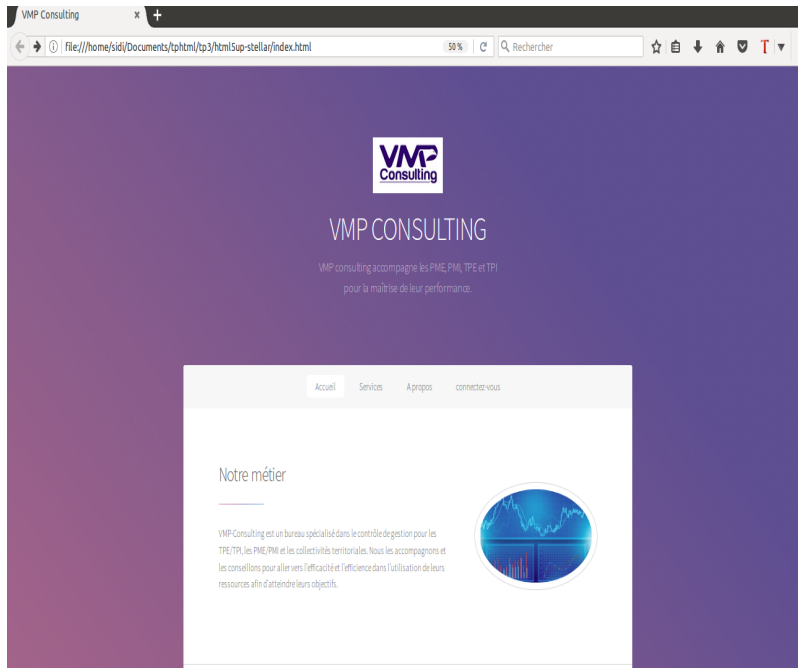 VMP Consulting
file:///home/sidi/Documents/tphtml/tp3/html5up-stellar/index.html
50%
Rechercher
VMP
Consulting
VMP CONSULTING
VMP consulting accompagne les PME, PMI, TPE et TPI
pour la maîtrise de leur performance.
Accueil Services A propos connectez-vous
Notre métier
VMP-Consulting est un bureau spécialisé dans le contrôle de gestion pour les
TPE/TPI, les PME/PMI et les collectivités territoriales. Nous les accompagnons et
les conseillons pour aller vers l'efficacité et l'efficience dans l'utilisation de leurs
ressources afin d'atteindre leurs objectifs.